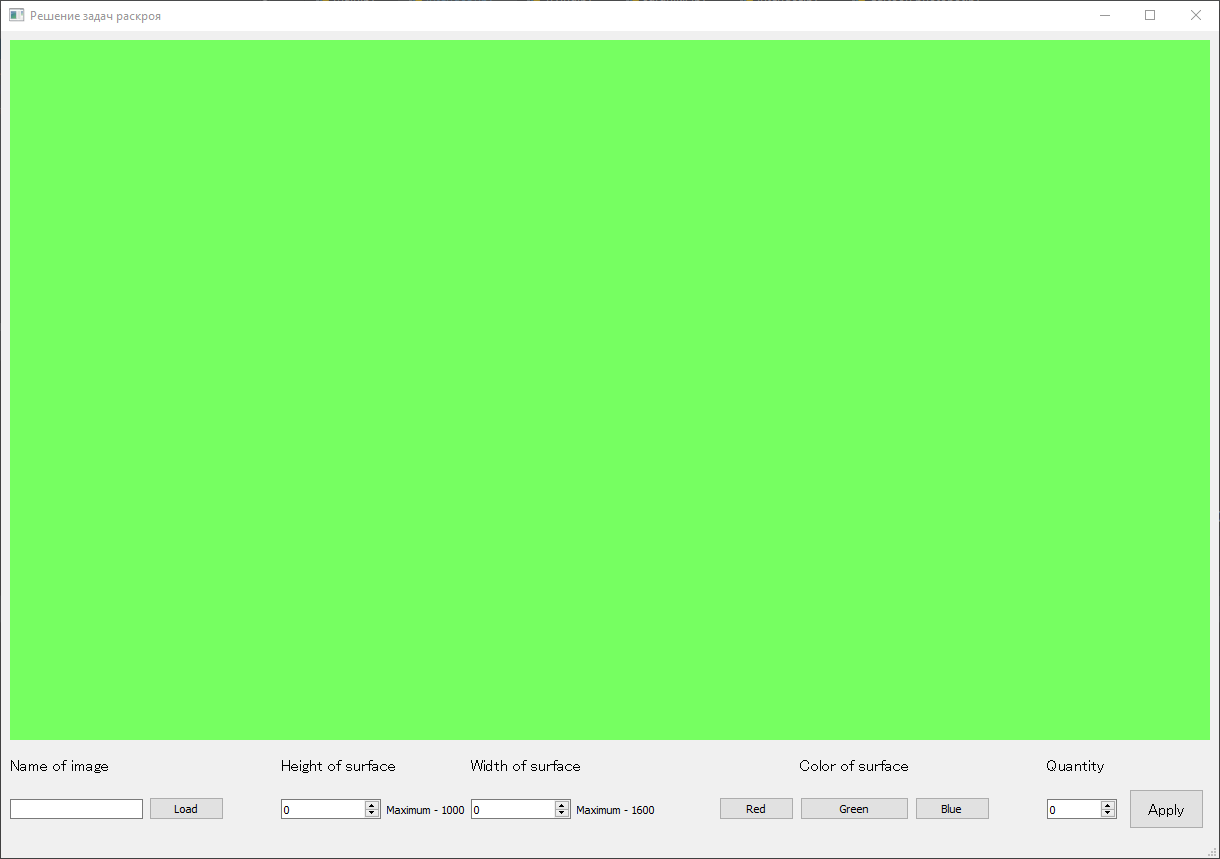 Решение задач раскроя
Name of image
Height of surface
Width of surface
Color of surface
Quantity
Load
0
Maximum - 1000
0
Maximum - 1600
Red
Green
Blue
0
Apply